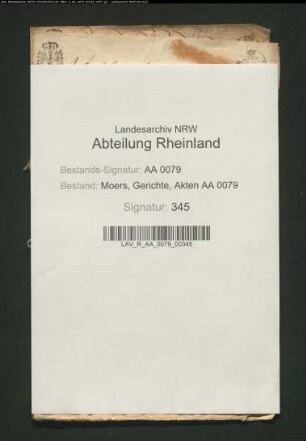 Landesarchiv NRW
Abteilung Rheinland
Bestands-Signatur: AA 0079
Bestand: Moers, Gerichte, Akten AA 0079
Signatur: 345
LAV_R_AA_0079_00345